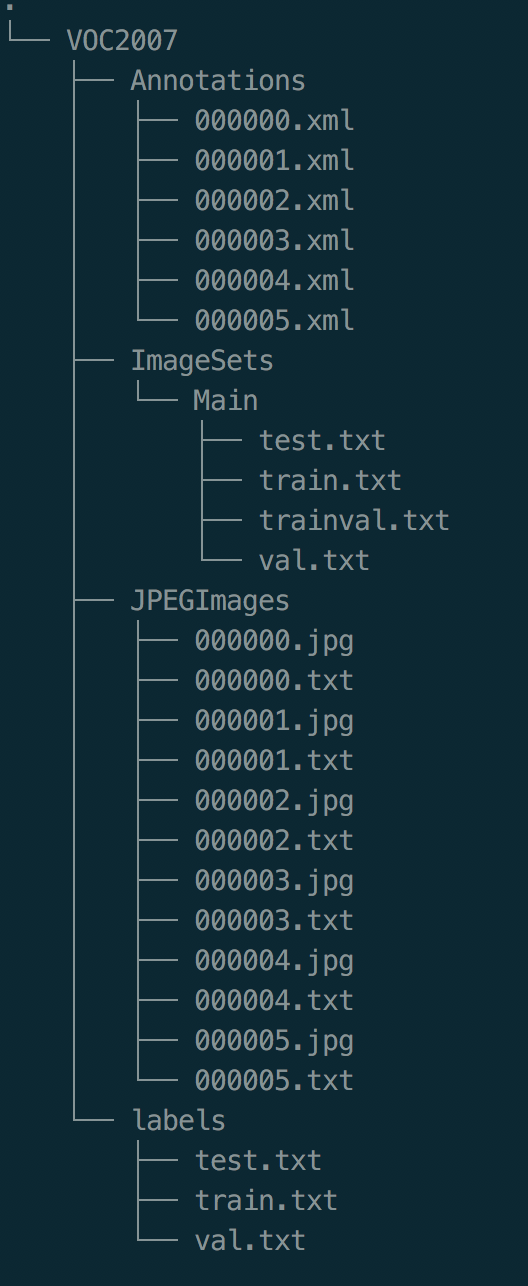 .
└── VOC2007
    ├── Annotations
    │   ├── 000000.xml
    │   ├── 000001.xml
    │   ├── 000002.xml
    │   ├── 000003.xml
    │   ├── 000004.xml
    │   └── 000005.xml
    ├── ImageSets
    │   └── Main
    │       ├── test.txt
    │       ├── train.txt
    │       ├── trainval.txt
    │       └── val.txt
    ├── JPEGImages
    │   ├── 000000.jpg
    │   ├── 000000.txt
    │   ├── 000001.jpg
    │   ├── 000001.txt
    │   ├── 000002.jpg
    │   ├── 000002.txt
    │   ├── 000003.jpg
    │   ├── 000003.txt
    │   ├── 000004.jpg
    │   ├── 000004.txt
    │   ├── 000005.jpg
    │   └── 000005.txt
    └── labels
        ├── test.txt
        ├── train.txt
        └── val.txt